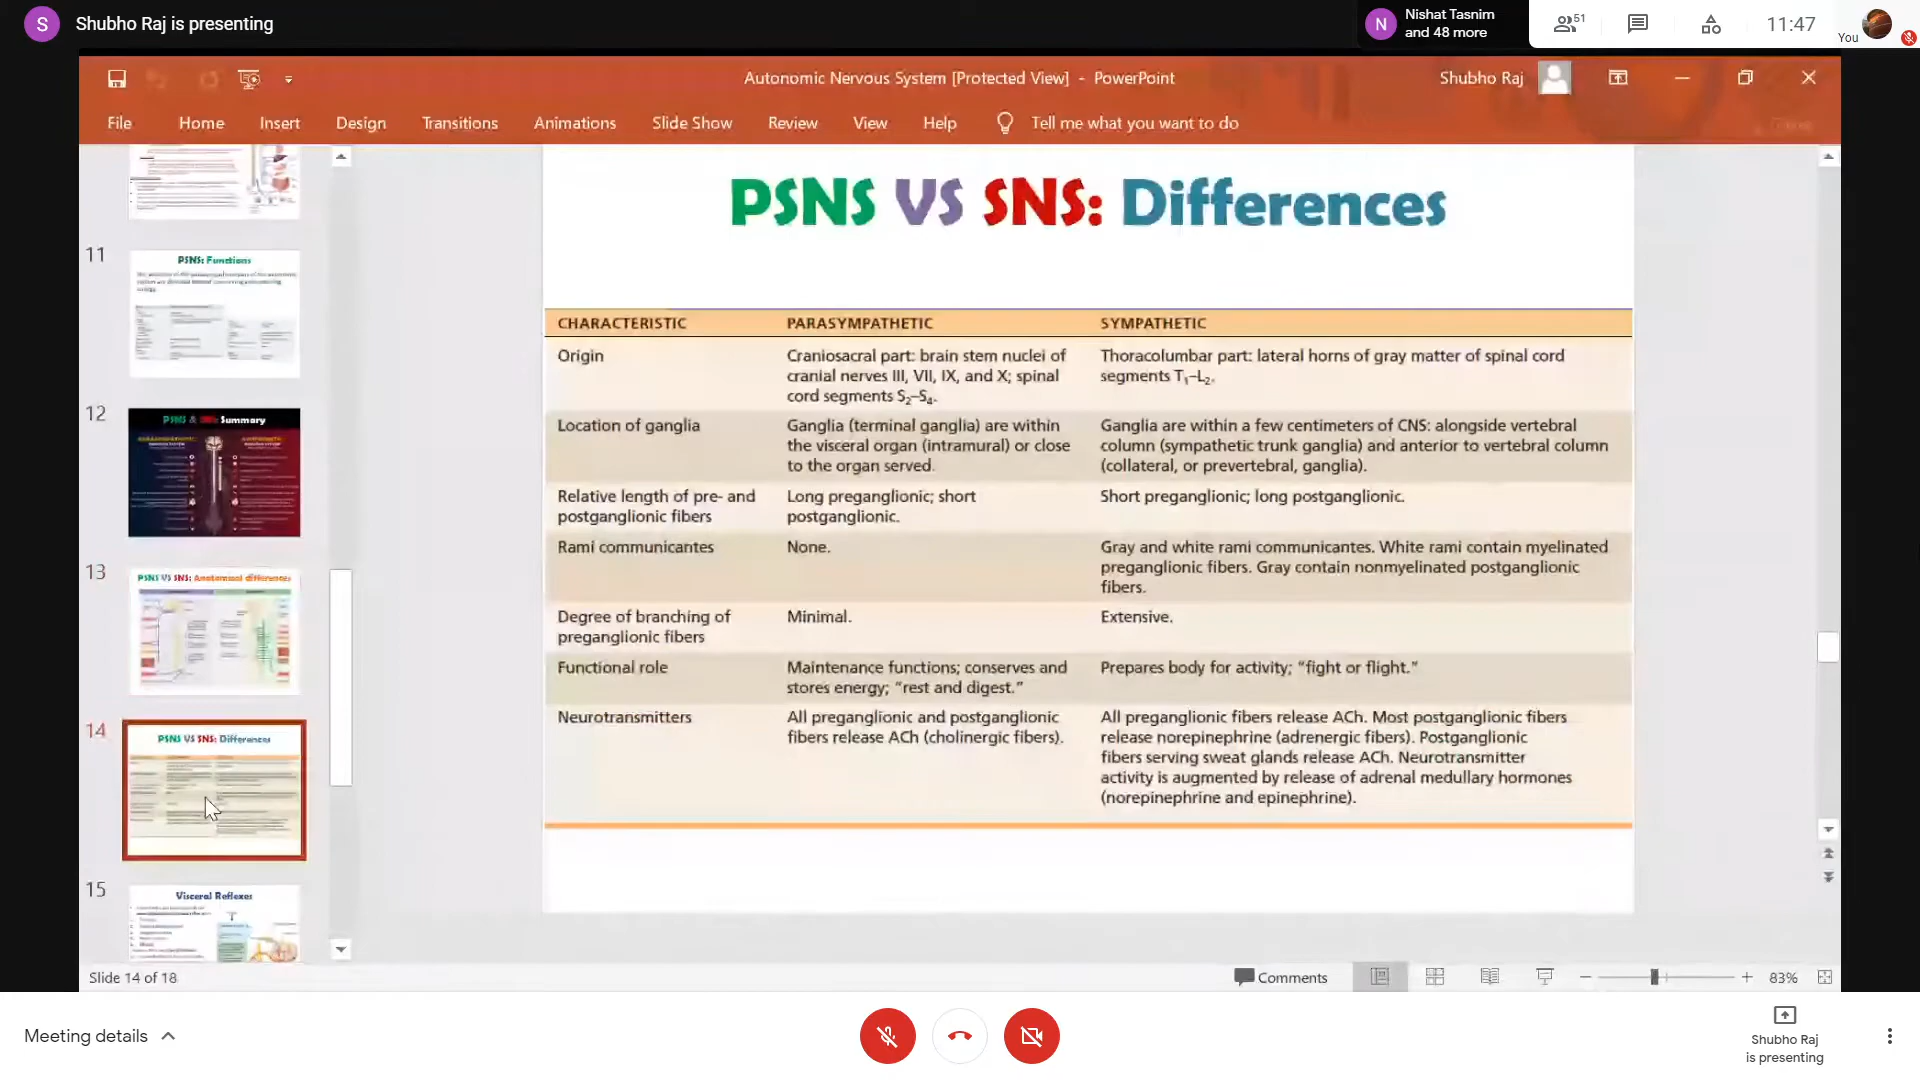 S
Shubho Raj is presenting
N
Nishat Tasnim
and 48 more
51
11:47
You
Autonomic Nervous System [Protected View] - PowerPoint
Shubho Raj
File
Home
Insert
Design
Transitions
Animations
Slide Show
Review
View
Help
Tell me what you want to do
11
PSNS: Functions
12
PSNS & SNS: Summary
13
PSNS VS SNS: Anatomical differences
14
PSNS VS SNS: Differences
15
Visceral Reflexes
PSNS VS SNS: Differences
CHARACTERISTIC PARASYMPATHETIC SYMPATHETIC
Origin
Craniosacral part: brain stem nuclei of
cranial nerves III, VII, IX, and X; spinal
cord segments S₂–S₄.
Thoracolumbar part: lateral horns of gray matter of spinal cord
segments T₁–L₂.
Location of ganglia
Ganglia (terminal ganglia) are within
the visceral organ (intramural) or close
to the organ served.
Ganglia are within a few centimeters of CNS: alongside vertebral
column (sympathetic trunk ganglia) and anterior to vertebral column
(collateral, or prevertebral, ganglia).
Relative length of pre- and
postganglionic fibers
Long preganglionic; short
postganglionic.
Short preganglionic; long postganglionic.
Rami communicantes
None.
Gray and white rami communicantes. White rami contain myelinated
preganglionic fibers. Gray contain nonmyelinated postganglionic
fibers.
Degree of branching of
preganglionic fibers
Minimal.
Extensive.
Functional role
Maintenance functions; conserves and
stores energy; “rest and digest.”
Prepares body for activity; “fight or flight.”
Neurotransmitters
All preganglionic and postganglionic
fibers release ACh (cholinergic fibers).
All preganglionic fibers release ACh. Most postganglionic fibers
release norepinephrine (adrenergic fibers). Postganglionic
fibers serving sweat glands release ACh. Neurotransmitter
activity is augmented by release of adrenal medullary hormones
(norepinephrine and epinephrine).
Slide 14 of 18
Comments
83%
Meeting details
Shubho Raj
is presenting